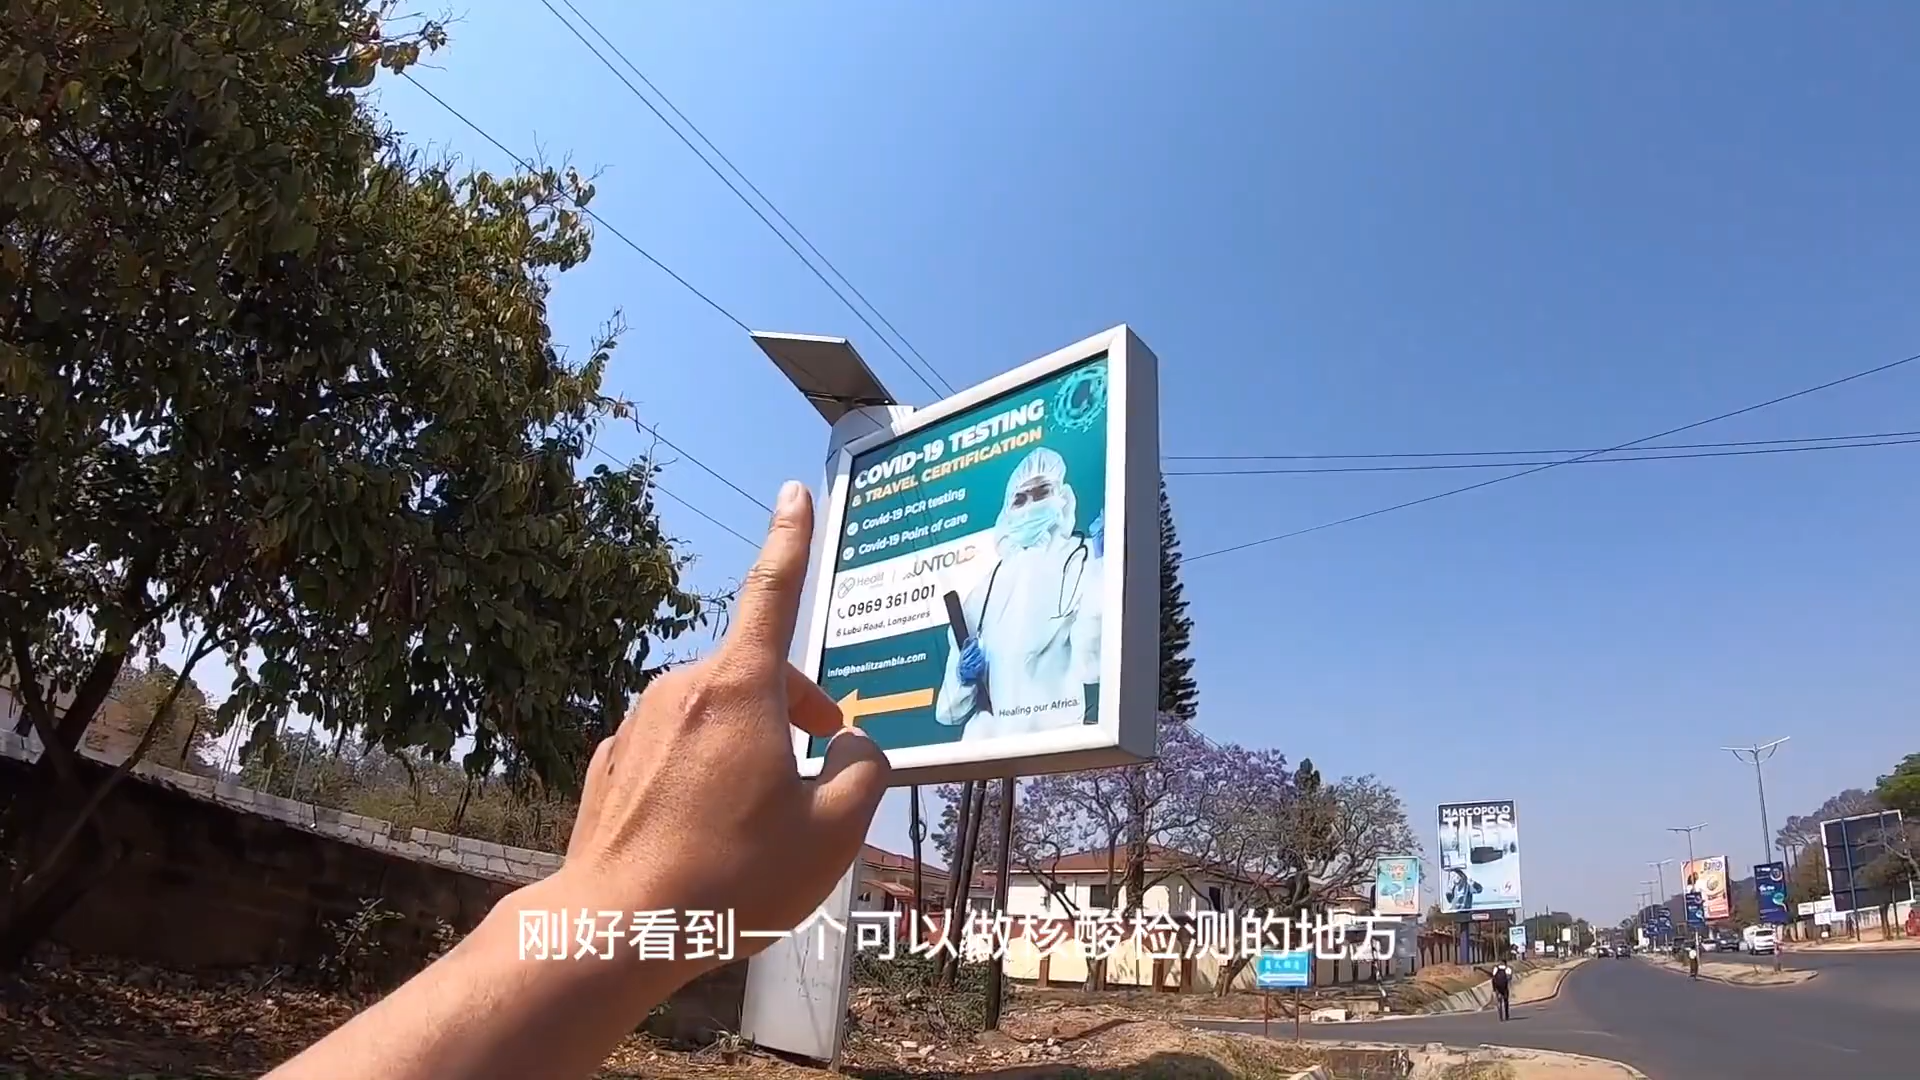 COVID-19 TESTING
& TRAVEL CERTIFICATION
Covid-19 PCR testing
Covid-19 Point of care
Healit
UNTOLD
0969 361 001
6 Lubu Road, Longacres
info@healitzambia.com
Healing our Africa.
MARCOPOLO
TILES
刚好看到一个可以做核酸检测的地方